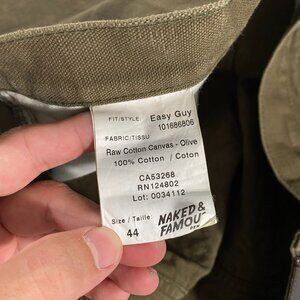 FIT/STYLE: Easy Guy
101686806
FABRIC/TISSU
Raw Cotton Canvas - Olive
100% Cotton / Coton
CA53268
RN124802
Lot: 0034112
Size / Taille:
44
NAKED &
FAMOUS